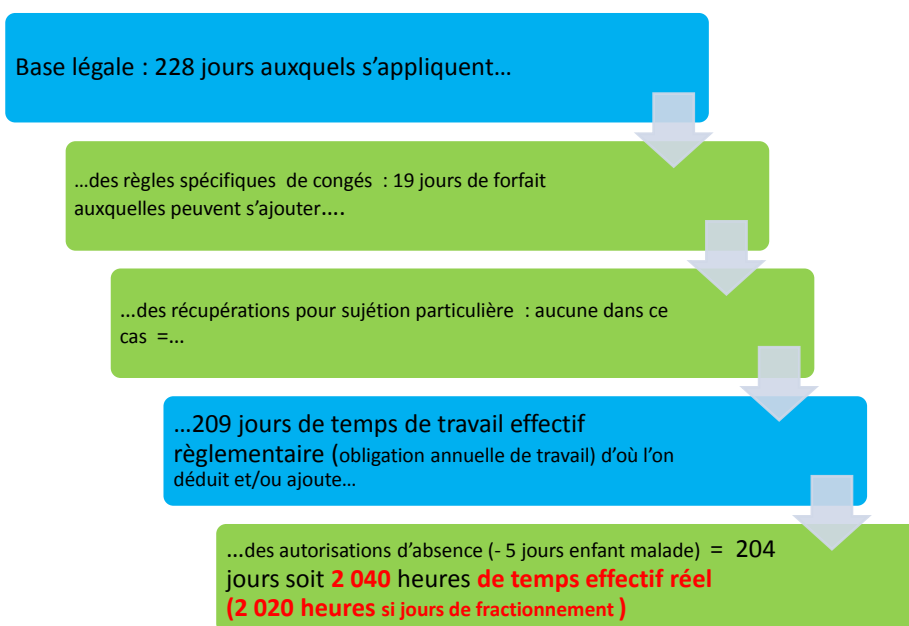 Base légale : 228 jours auxquels s’appliquent…
…des règles spécifiques de congés : 19 jours de forfait
auxquelles peuvent s’ajouter….
…des récupérations pour sujétion particulière : aucune dans ce
cas =…
…209 jours de temps de travail effectif
règlementaire (obligation annuelle de travail) d’où l’on
déduit et/ou ajoute…
…des autorisations d’absence (- 5 jours enfant malade) = 204
jours soit 2 040 heures de temps effectif réel
(2 020 heures si jours de fractionnement )